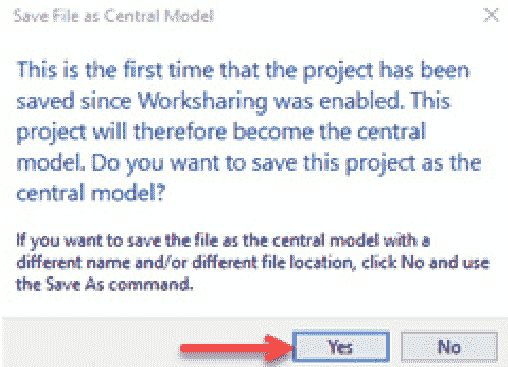 Save File as Central Model
This is the first time that the project has been
saved since Worksharing was enabled. This
project will therefore become the central
model. Do you want to save this project as the
central model?
If you want to save the file as the central model with a
different name and/or different file location, click No and use
the Save As command.
Yes
No